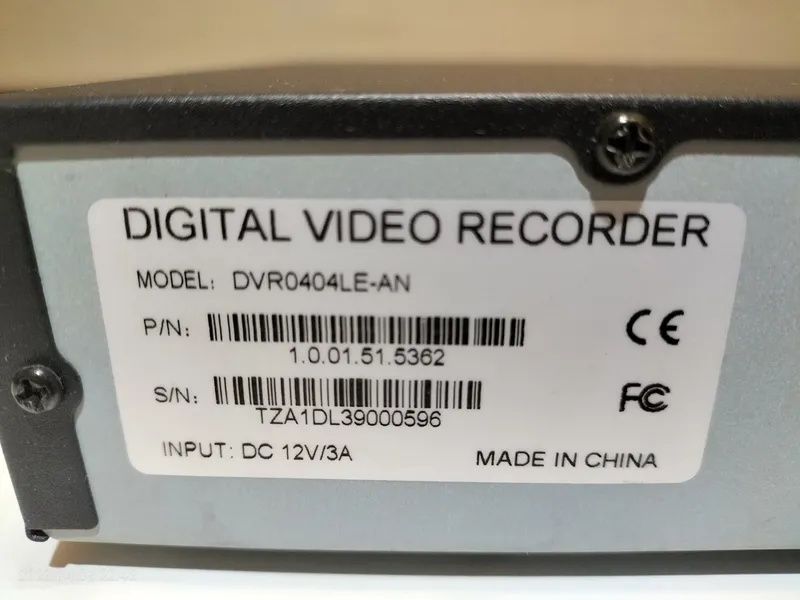 DIGITAL VIDEO RECORDER
MODEL: DVR0404LE-AN
P/N:
1.0.01.51.5362
CE
S/N:
TZA1DL39000596
FC
INPUT: DC 12V/3A
MADE IN CHINA